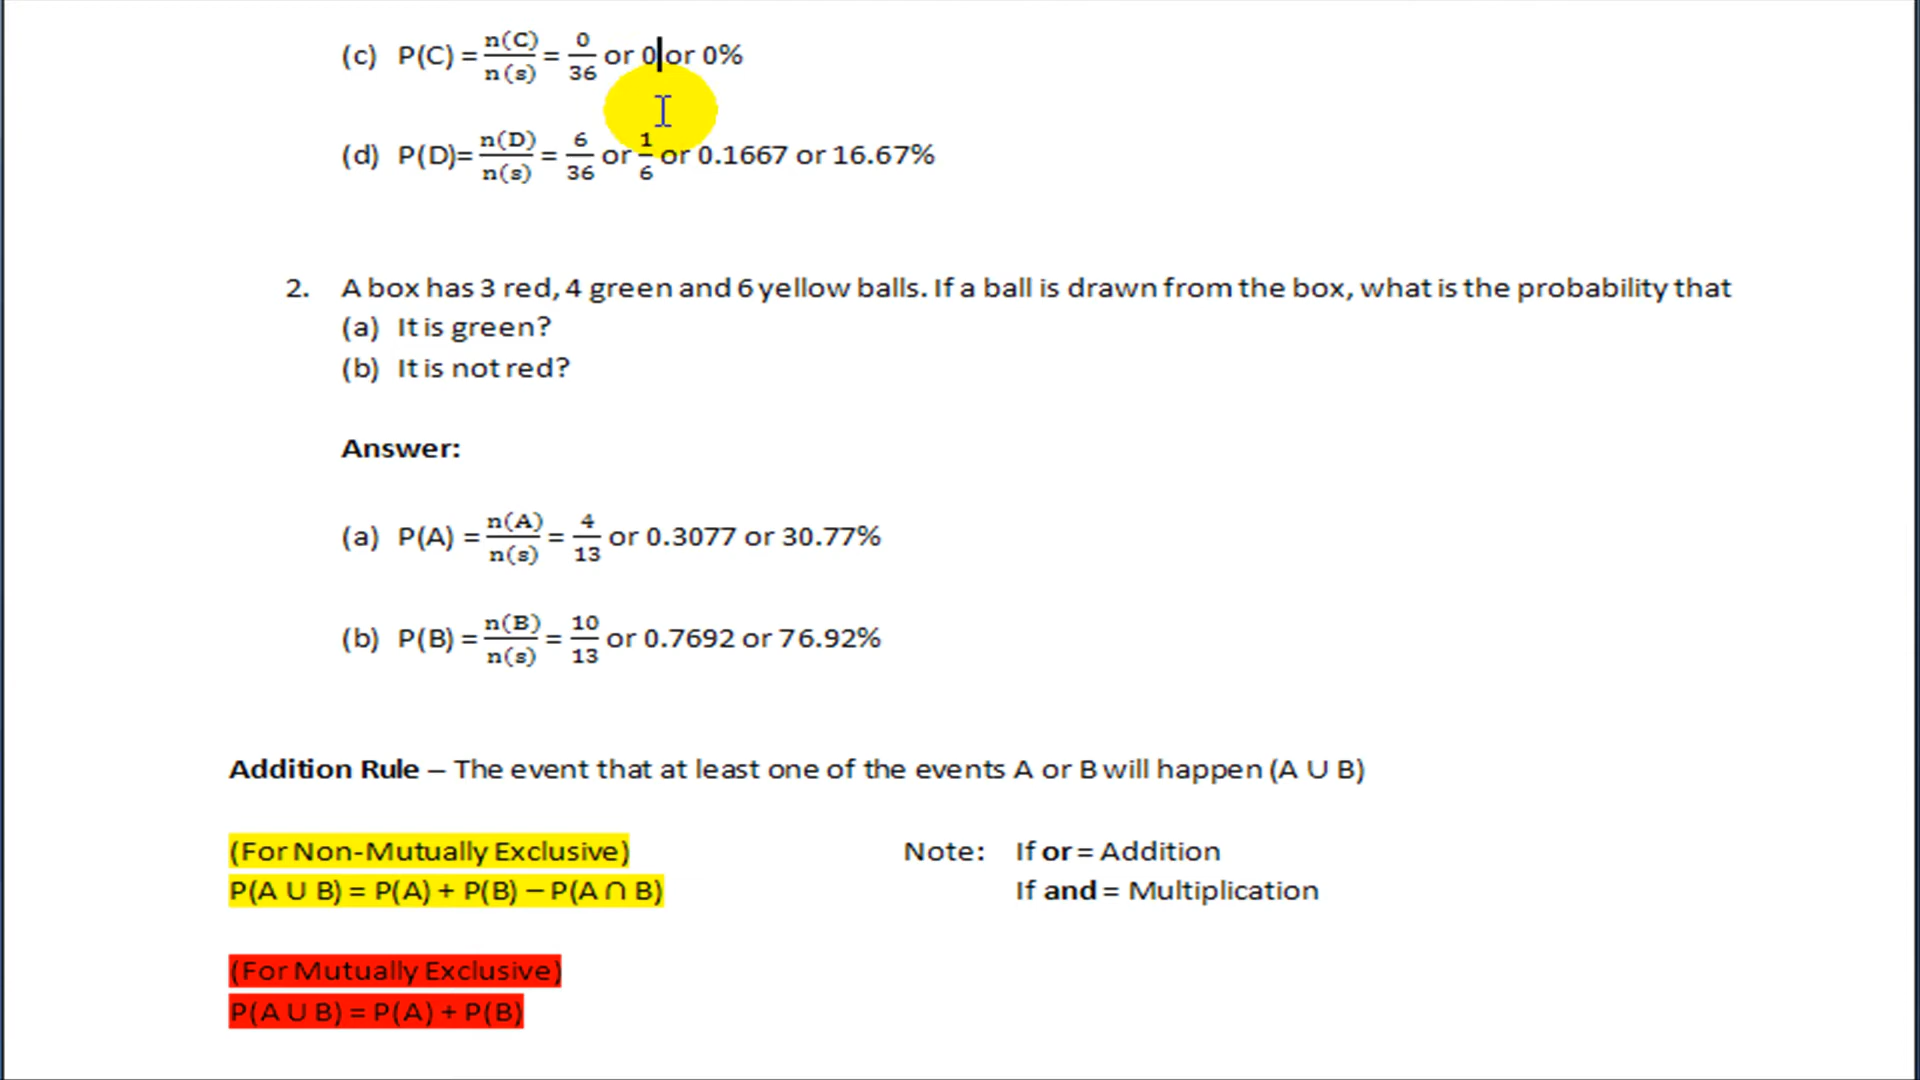 (c) P(C) = n(C)/n(s) = 0/36 or 0 or 0%
(d) P(D)= n(D)/n(s) = 6/36 or 1/6 or 0.1667 or 16.67%
2. A box has 3 red, 4 green and 6 yellow balls. If a ball is drawn from the box, what is the probability that
(a) It is green?
(b) It is not red?
Answer:
(a) P(A) = n(A)/n(s) = 4/13 or 0.3077 or 30.77%
(b) P(B) = n(B)/n(s) = 10/13 or 0.7692 or 76.92%
Addition Rule – The event that at least one of the events A or B will happen (A U B)
(For Non-Mutually Exclusive) Note: If or = Addition
P(A U B) = P(A) + P(B) – P(A ∩ B) If and = Multiplication
(For Mutually Exclusive)
P(A U B) = P(A) + P(B)